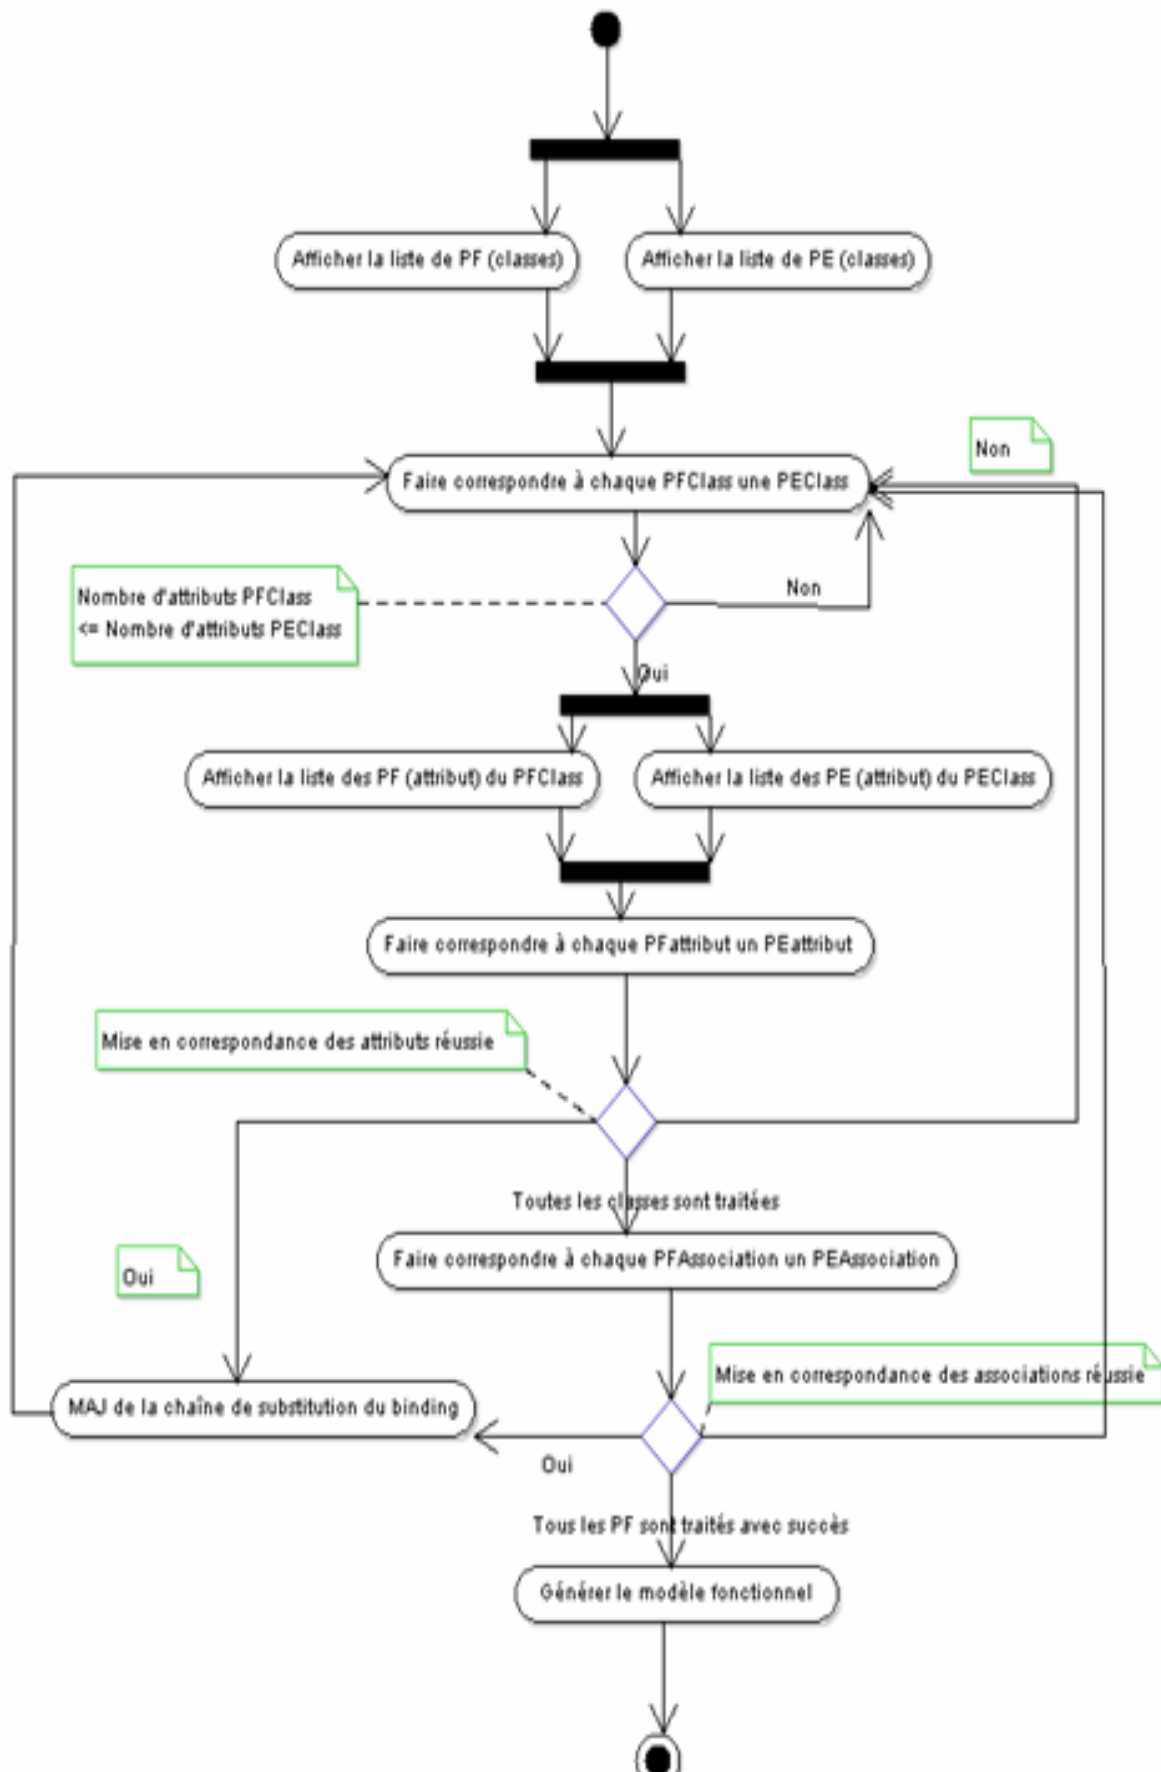 Afficher la liste de PF (classes)
Afficher la liste de PE (classes)
Non
Faire correspondre à chaque PFClass une PEClass
Nombre d'attributs PFClass
<= Nombre d'attributs PEClass
Non
Oui
Afficher la liste des PF (attribut) du PFClass
Afficher la liste des PE (attribut) du PEClass
Faire correspondre à chaque PFattribut un PEattribut
Mise en correspondance des attributs réussie
Toutes les classes sont traitées
Faire correspondre à chaque PFAssociation un PEAssociation
Oui
Mise en correspondance des associations réussie
MAJ de la chaîne de substitution du binding
Oui
Tous les PF sont traités avec succès
Générer le modèle fonctionnel